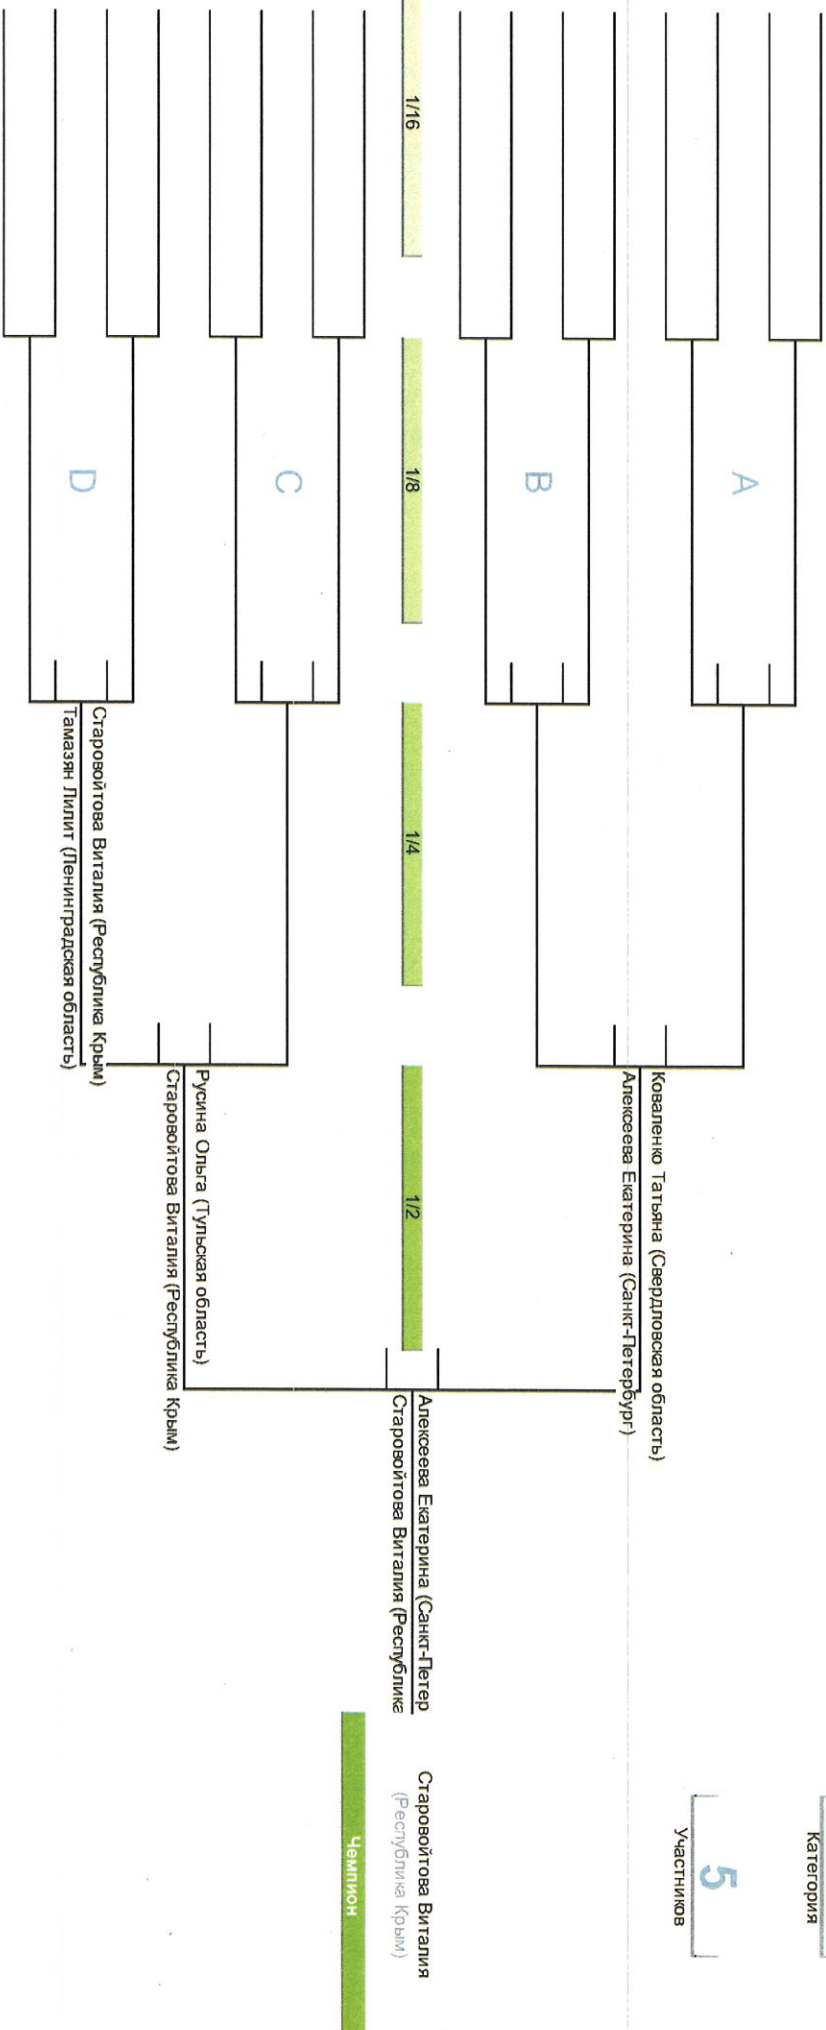 Категория
5
Участников
1/16
1/8
1/4
1/2
A
B
C
D
Коваленко Татьяна (Свердловская область)
Алексеева Екатерина (Санкт-Петербург)
Старовойтова Виталия (Республика Крым)
Тамазян Лилит (Ленинградская область)
Русина Ольга (Тульская область)
Старовойтова Виталия (Республика Крым)
Алексеева Екатерина (Санкт-Петер
Старовойтова Виталия (Республика
Старовойтова Виталия
(Республика Крым)
Чемпион